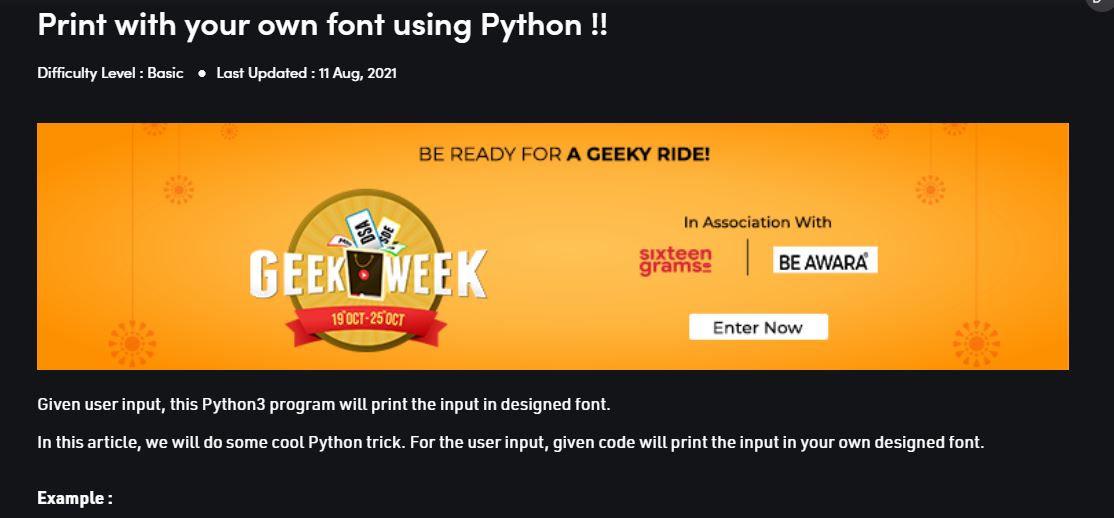 Print with your own font using Python !!
Difficulty Level : Basic ● Last Updated : 11 Aug, 2021
BE READY FOR A GEEKY RIDE!
DSA
SDE
GEEK WEEK
19 OCT-25 OCT
In Association With
sixteen
grams
BE AWARA
Enter Now
Given user input, this Python3 program will print the input in designed font.
In this article, we will do some cool Python trick. For the user input, given code will print the input in your own designed font.
Example :